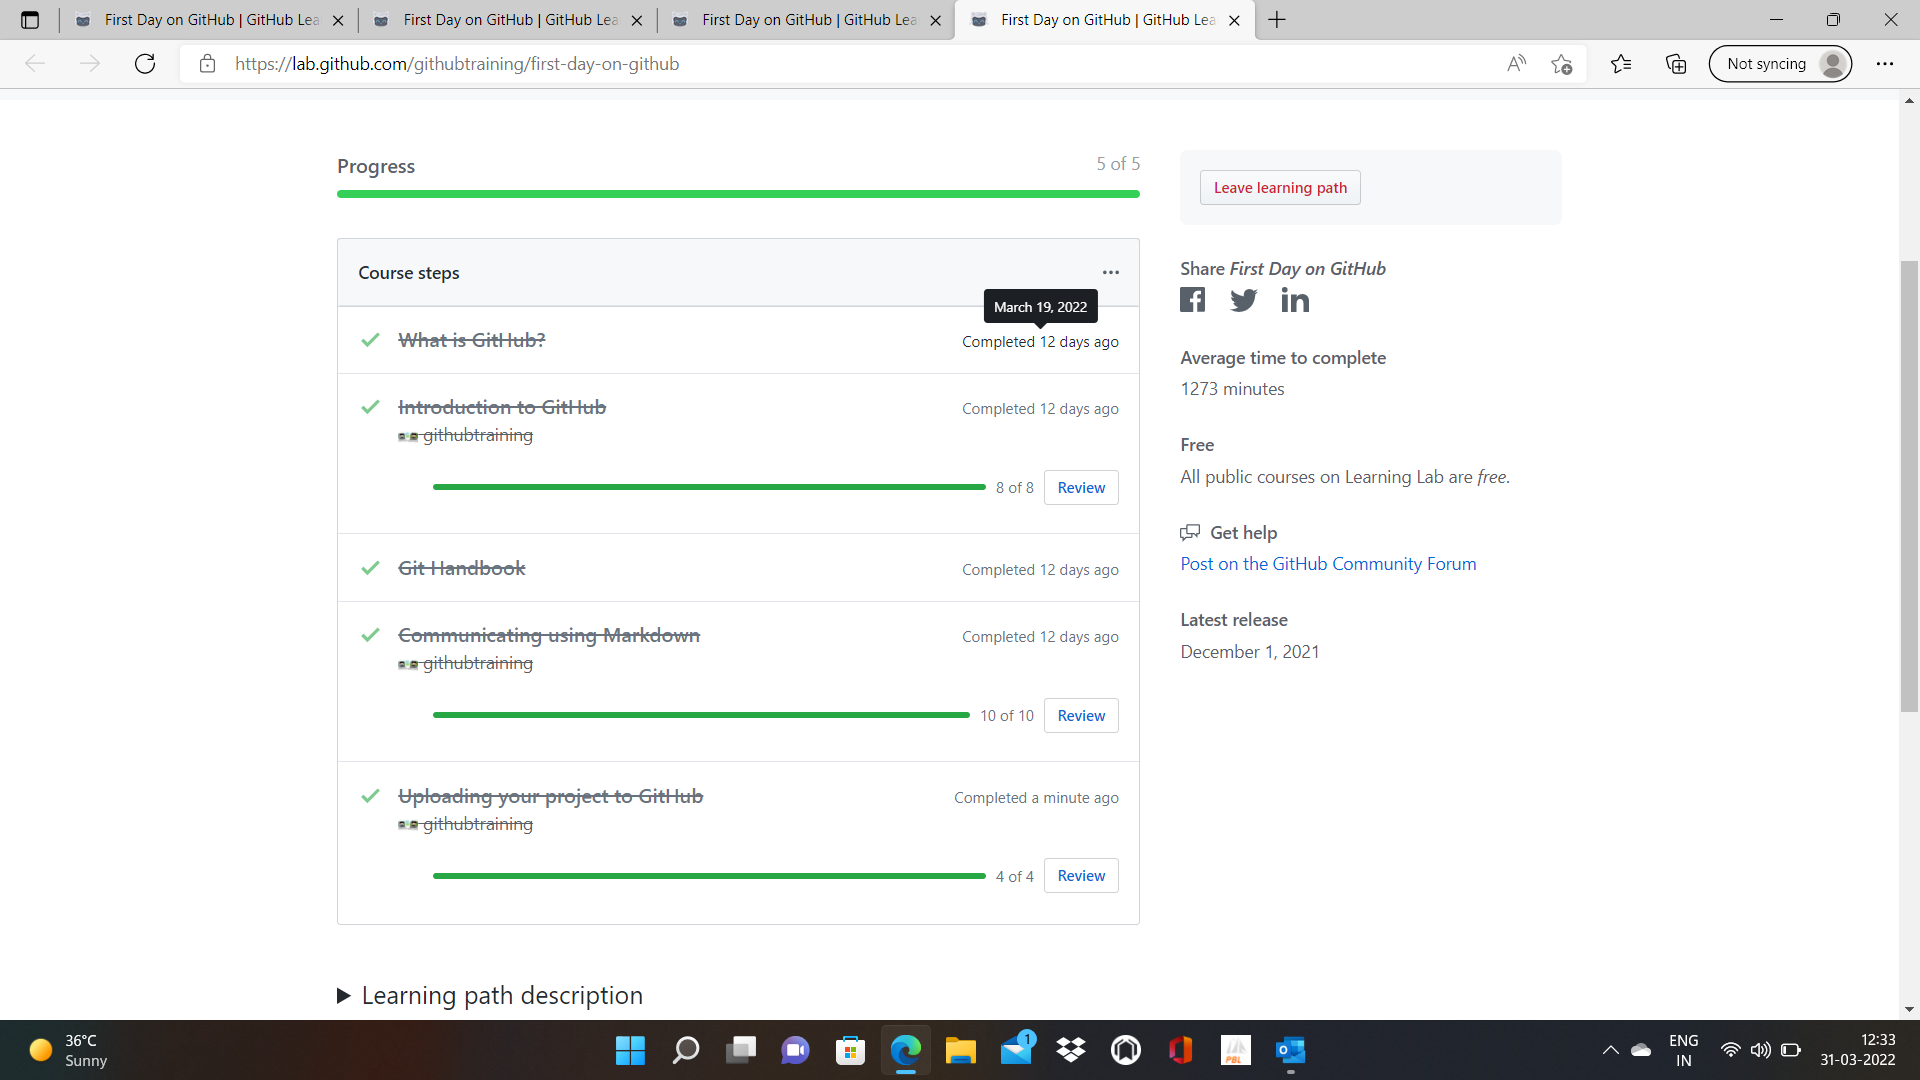 First Day on GitHub | GitHub Lea
First Day on GitHub | GitHub Lea
First Day on GitHub | GitHub Lea
First Day on GitHub | GitHub Lea
https://lab.github.com/githubtraining/first-day-on-github
Not syncing
Progress
5 of 5
Course steps
March 19, 2022
What is GitHub?
Completed 12 days ago
Introduction to GitHub
Completed 12 days ago
githubtraining
8 of 8
Review
Git Handbook
Completed 12 days ago
Communicating using Markdown
Completed 12 days ago
githubtraining
10 of 10
Review
Uploading your project to GitHub
Completed a minute ago
githubtraining
4 of 4
Review
Learning path description
Leave learning path
Share First Day on GitHub
Average time to complete
1273 minutes
Free
All public courses on Learning Lab are free.
Get help
Post on the GitHub Community Forum
Latest release
December 1, 2021
36°C
Sunny
1
PBL
ENG
IN
12:33
31-03-2022